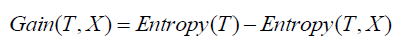 Gain(T, X) = Entropy(T) − Entropy(T, X)